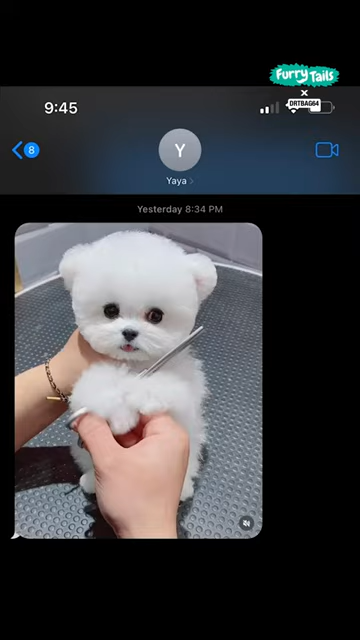 Furry Tails
x
DRTBAG64
9:45
8
Y
Yaya
Yesterday 8:34 PM